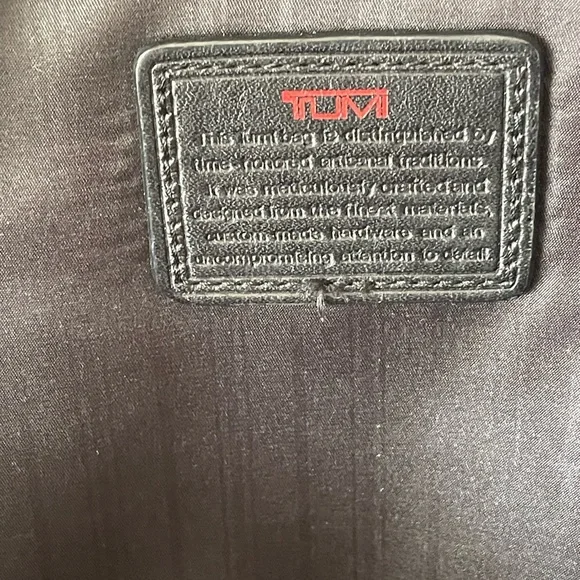 TUMI
This Tumi bag is distinguished by
time-honored artisanal traditions.
It was meticulously crafted and
designed from the finest materials,
custom-made hardware and an
uncompromising attention to detail.